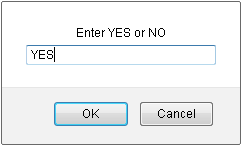 Enter YES or NO
YES
OK Cancel